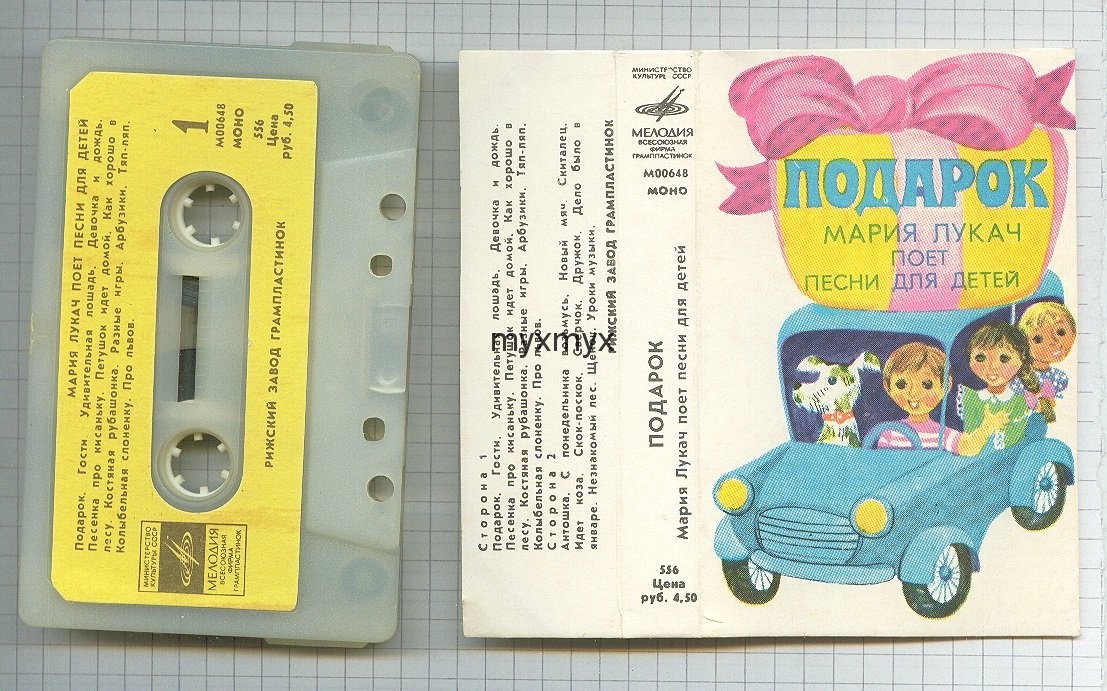 МАРИЯ ЛУКАЧ ПОЕТ ПЕСНИ ДЛЯ ДЕТЕЙ
Подарок. Гости. Удивительная лошадь. Девочка и дождь.
Песенка про кисаньку. Петушок идет домой. Как хорошо в
лесу. Костяная рубашонка. Разные игры. Арбузики. Тяп-ляп.
Колыбельная слоненку. Про львов.
1
М00648
МОНО
556
Цена
руб. 4,50
РИЖСКИЙ ЗАВОД ГРАМПЛАСТИНОК
МИНИСТЕРСТВО
КУЛЬТУРЫ СССР
МЕЛОДИЯ
ВСЕСОЮЗНАЯ
ФИРМА
ГРАМПЛАСТИНОК
Сторона 1
Подарок. Гости. Удивительная лошадь. Девочка и дождь.
Песенка про кисаньку. Петушок идет домой. Как хорошо в
лесу. Костяная рубашонка. Разные игры. Арбузики. Тяп-ляп.
Колыбельная слоненку. Про львов.
Сторона 2
Антошка. С понедельника возьмусь. Новый мяч. Скиталец.
Идет коза. Скок-поскок. Сверчок. Дружок. Дело было в
январе. Незнакомый лес. Щенок. Уроки музыки.
РИЖСКИЙ ЗАВОД ГРАМПЛАСТИНОК
myxmyx
МИНИСТЕРСТВО
КУЛЬТУРЫ СССР
МЕЛОДИЯ
ВСЕСОЮЗНАЯ
ФИРМА
ГРАМПЛАСТИНОК
М00648
МОНО
ПОДАРОК
Мария Лукач поет песни для детей
556
Цена
руб. 4,50
ПОДАРОК
МАРИЯ ЛУКАЧ
ПОЕТ
ПЕСНИ ДЛЯ ДЕТЕЙ